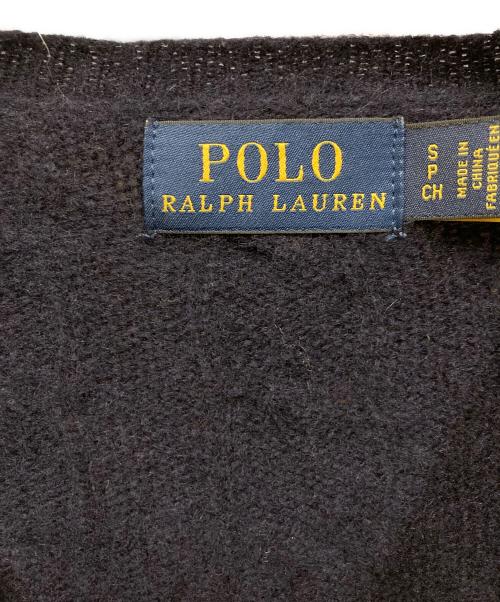 POLO
RALPH LAUREN
S
P
CH
MADE IN
CHINA
FABRIQUÉ EN